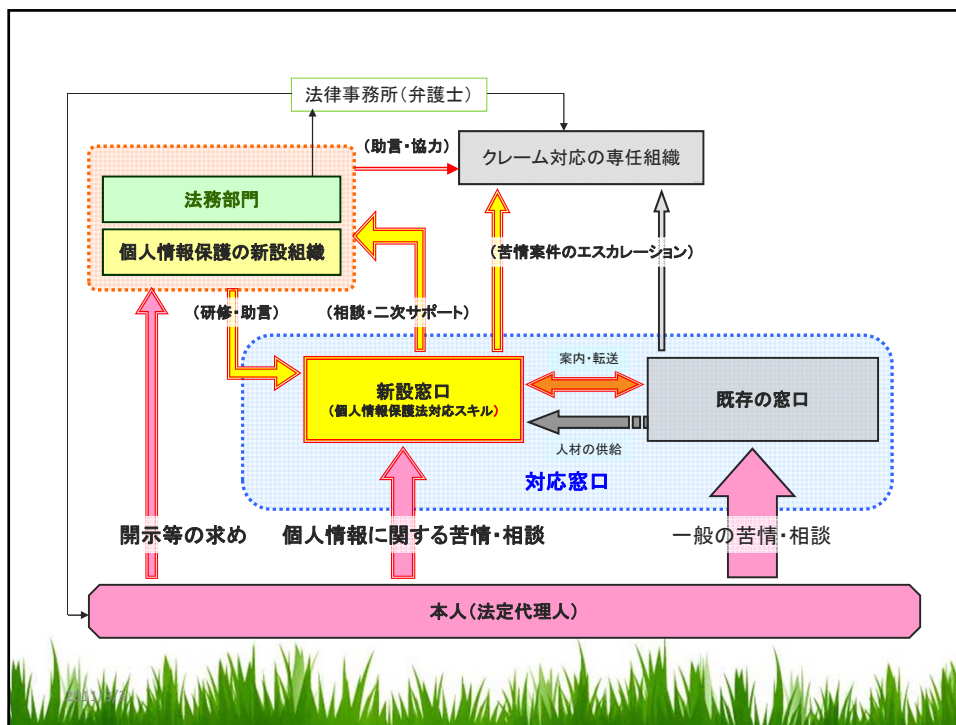 法律事務所(弁護士)
(助言・協力)
クレーム対応の専任組織
法務部門
個人情報保護の新設組織
(苦情案件のエスカレーション)
(研修・助言)
(相談・二次サポート)
案内・転送
新設窓口
(個人情報保護法対応スキル)
既存の窓口
人材の供給
対応窓口
開示等の求め
個人情報に関する苦情・相談
一般の苦情・相談
本人(法定代理人)